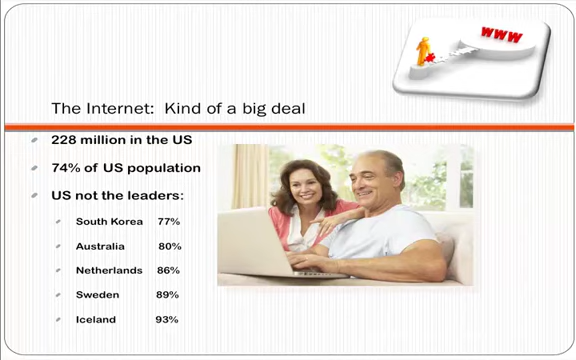 WWW
The Internet: Kind of a big deal
228 million in the US
74% of US population
US not the leaders:
South Korea 77%
Australia 80%
Netherlands 86%
Sweden 89%
Iceland 93%